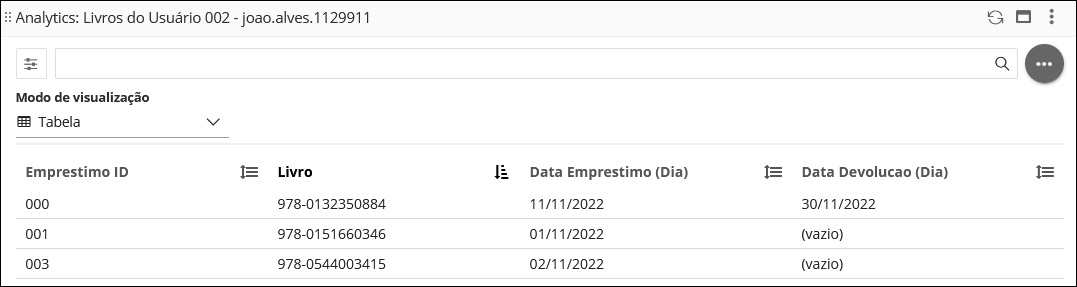 Analytics: Livros do Usuário 002 - joao.alves.1129911
Modo de visualização
Tabela
Emprestimo ID Livro Data Emprestimo (Dia) Data Devolucao (Dia)
000 978-0132350884 11/11/2022 30/11/2022
001 978-0151660346 01/11/2022 (vazio)
003 978-0544003415 02/11/2022 (vazio)